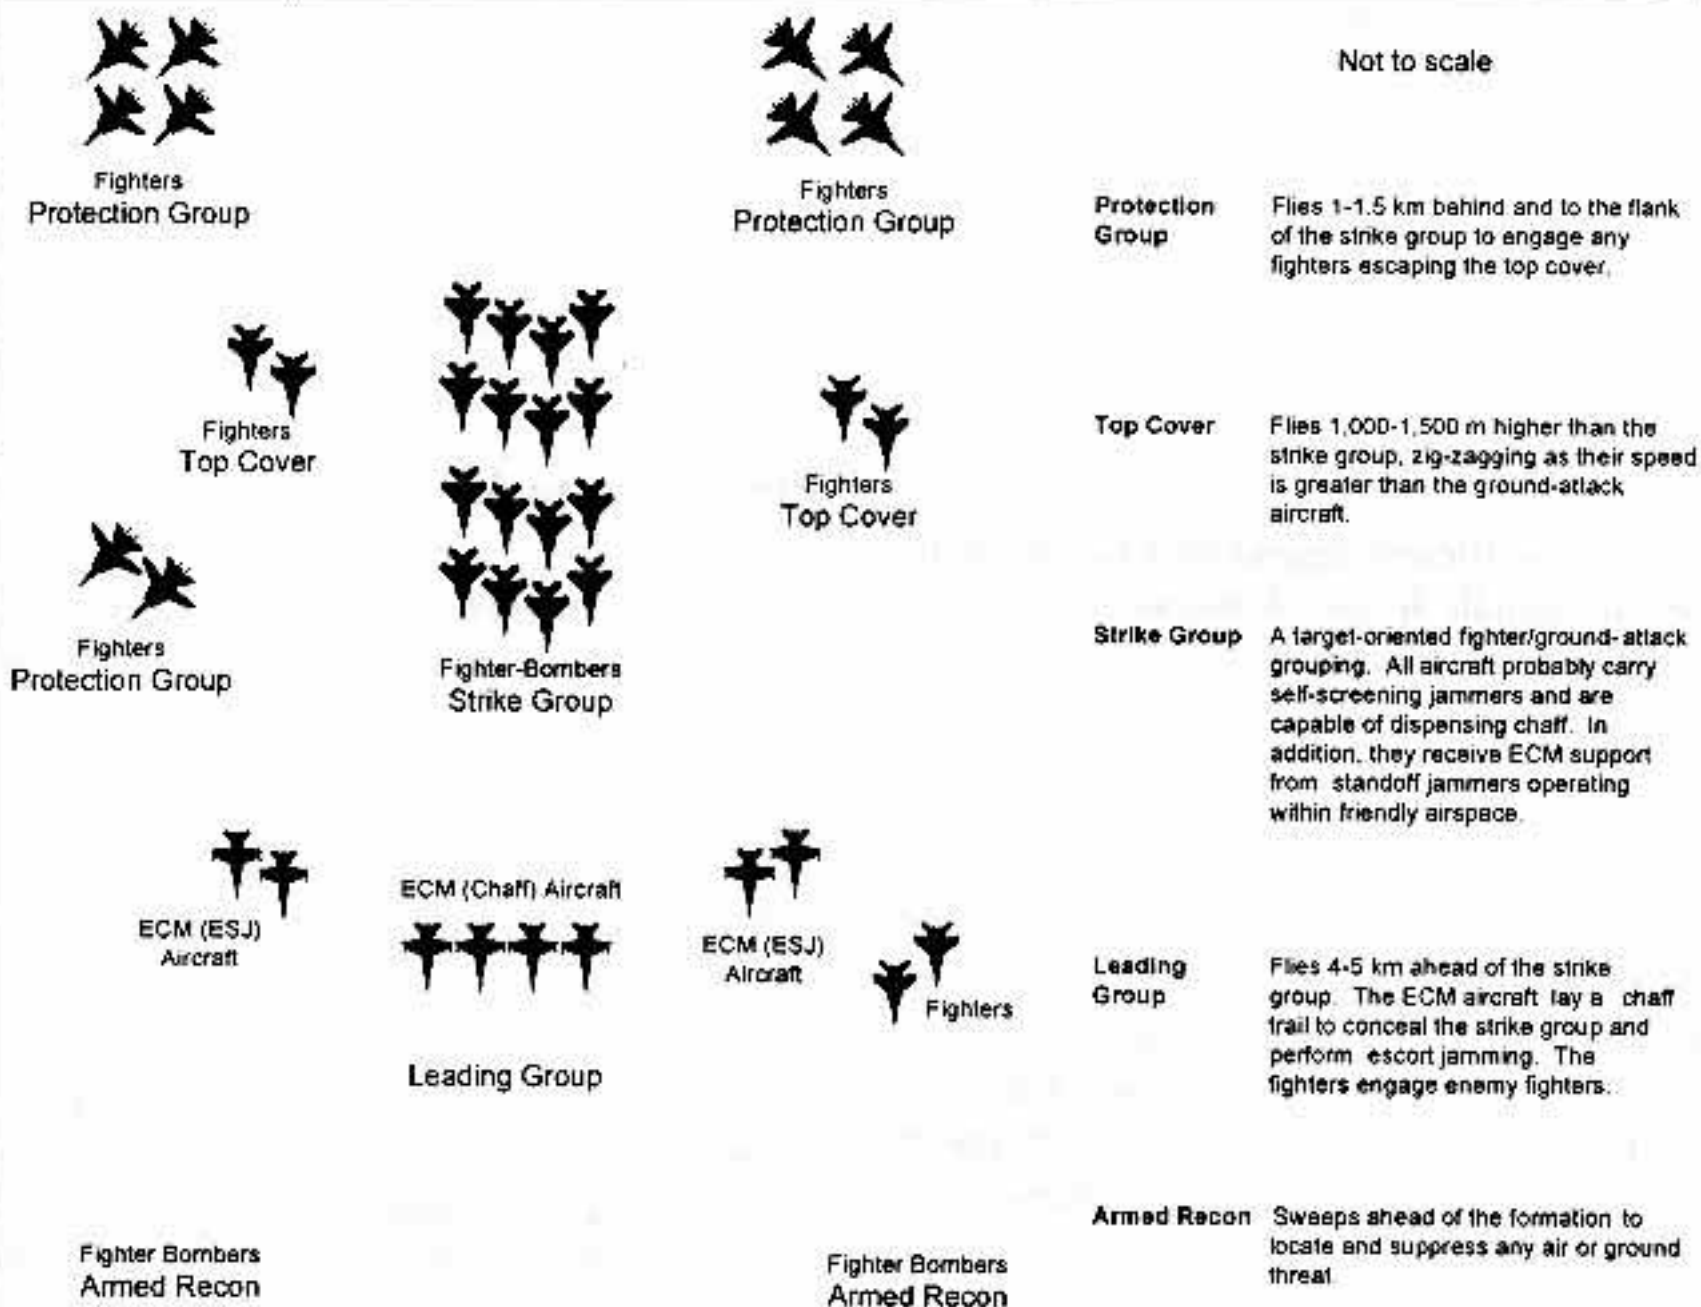 Not to scale
Fighters
Protection Group
Fighters
Protection Group
Protection Group
Flies 1-1.5 km behind and to the flank
of the strike group to engage any
fighters escaping the top cover.
Fighters
Top Cover
Fighters
Top Cover
Top Cover
Flies 1,000-1,500 m higher than the
strike group, zig-zagging as their speed
is greater than the ground-attack
aircraft.
Fighters
Protection Group
Fighter-Bombers
Strike Group
Strike Group
A target-oriented fighter/ground-attack
grouping. All aircraft probably carry
self-screening jammers and are
capable of dispensing chaff. In
addition, they receive ECM support
from standoff jammers operating
within friendly airspace.
ECM (ESJ)
Aircraft
ECM (Chaff) Aircraft
ECM (ESJ)
Aircraft
Fighters
Leading Group
Leading
Group
Flies 4-5 km ahead of the strike
group. The ECM aircraft lay a chaff
trail to conceal the strike group and
perform escort jamming. The
fighters engage enemy fighters.
Fighter Bombers
Armed Recon
Fighter Bombers
Armed Recon
Armed Recon
Sweeps ahead of the formation to
locate and suppress any air or ground
threat